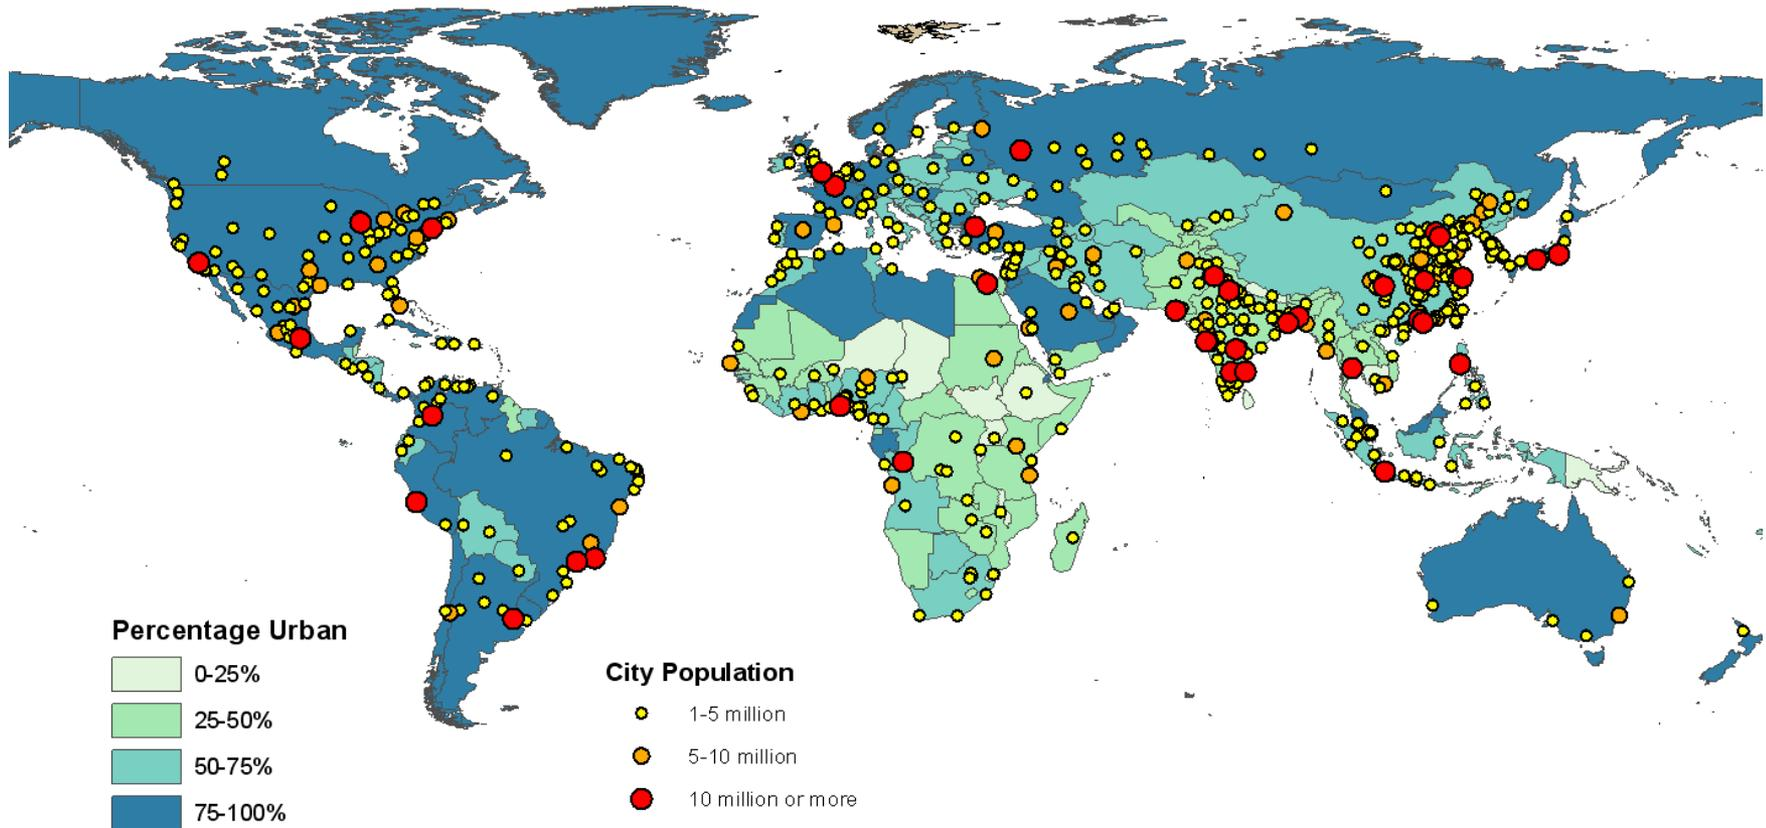 Percentage Urban
0-25%
25-50%
50-75%
75-100%
City Population
1-5 million
5-10 million
10 million or more